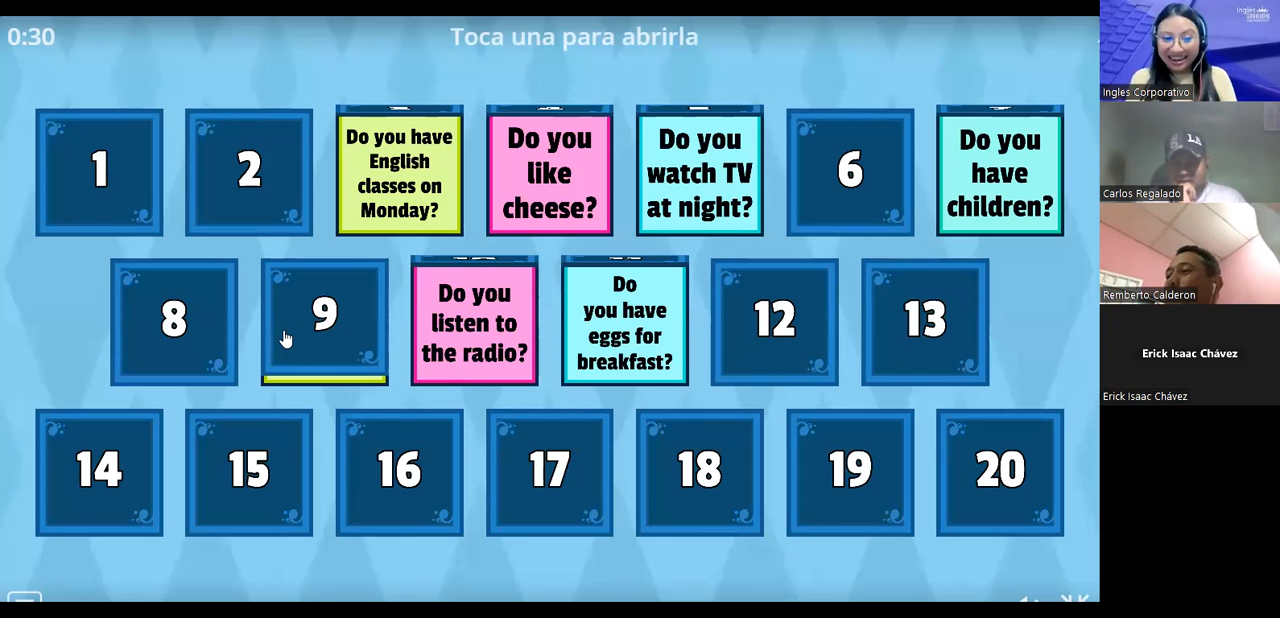 0:30
Toca una para abrirla
1
2
Do you have
English
classes on
Monday?
Do you
like
cheese?
Do you
watch TV
at night?
6
Do you
have
children?
8
9
Do you
listen to
the radio?
Do
you have
eggs for
breakfast?
12
13
14
15
16
17
18
19
20
Ingles Corporativo
LA
Carlos Regalado
Remberto Calderon
Erick Isaac Chávez
Erick Isaac Chávez